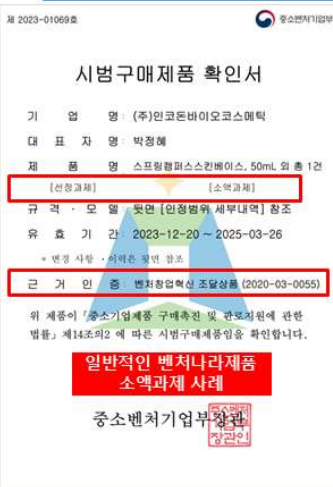 제 2023-01069호
중소벤처기업부
시범구매제품 확인서
기 업 명 : (주)인코돈바이오코스메틱
대 표 자 명 : 박정혜
제 품 명 스프링캠퍼스스킨베이스, 50mL 외 총 1건
[선정과제] [소액과제]
규 격 · 모 델 뒷면 [인정범위 세부내역] 참조
유 효 기 간 : 2023-12-20 ~ 2025-03-26
* 변경 사항 · 이력은 뒷면 참조
근 거 인 증 : 벤처창업혁신 조달상품 (2020-03-0055)
위 제품이 「중소기업제품 구매촉진 및 판로지원에 관한
법률」 제14조의2 에 따른 시범구매제품임을 확인합니다.
일반적인 벤처나라제품
소액과제 사례
중소벤처기업부장관